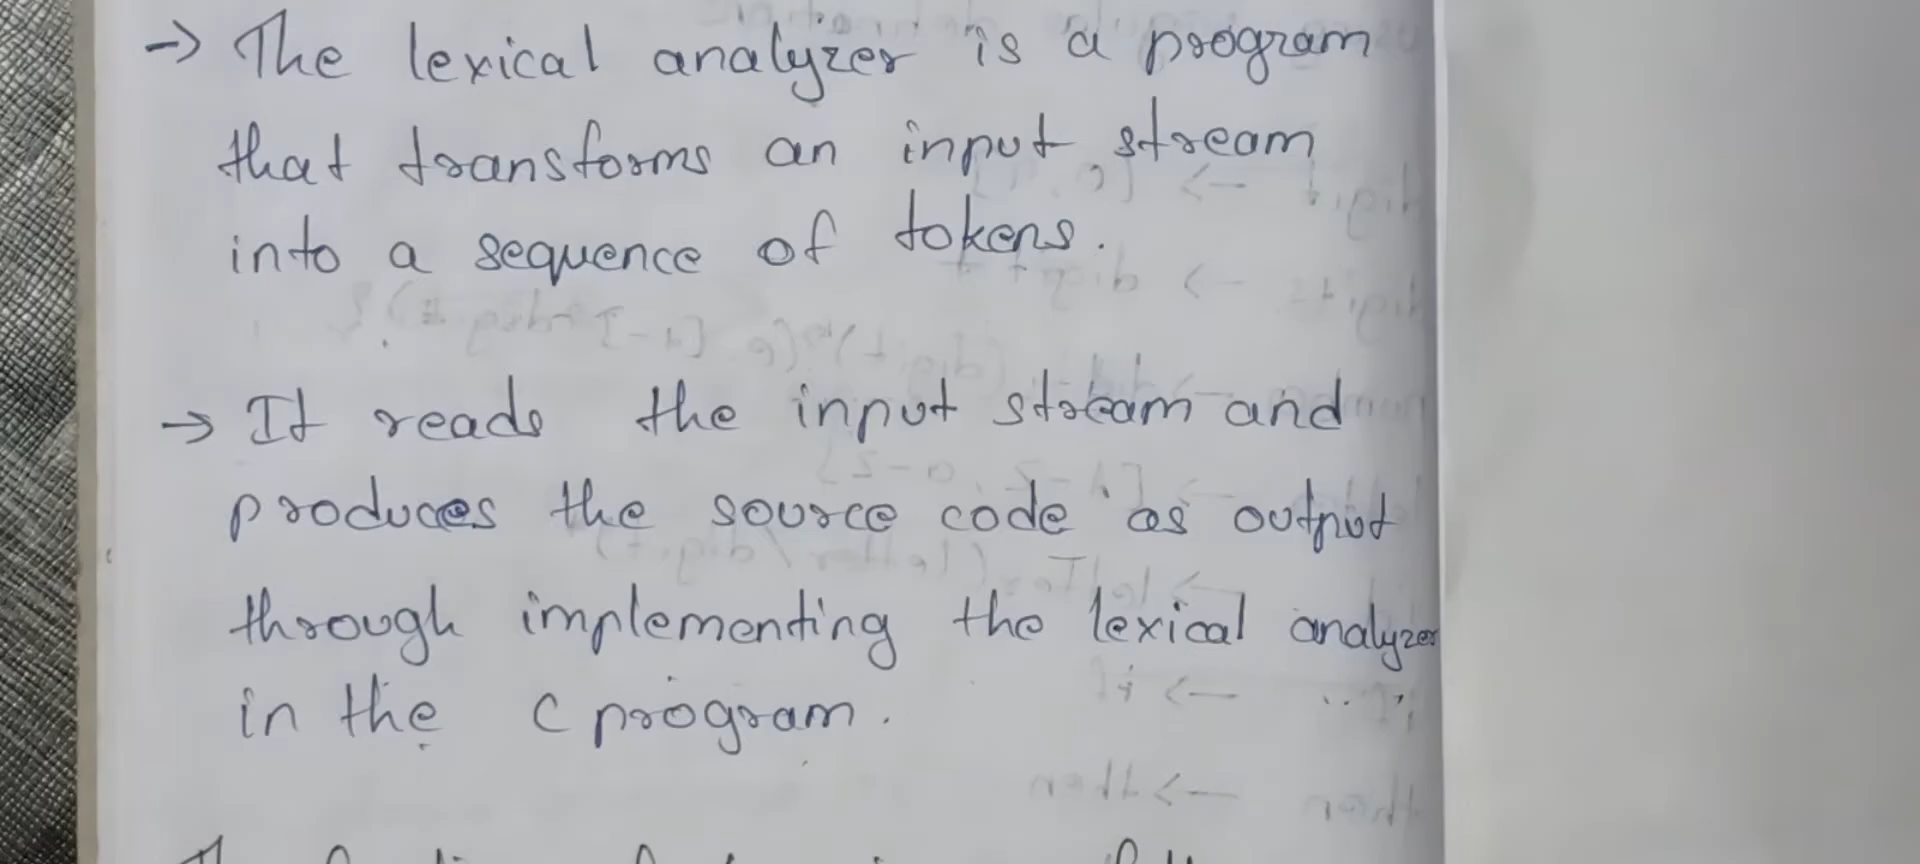 → The lexical analyzer is a program
that transforms an input stream
into a sequence of tokens.
→ It reads the input stream and
produces the source code as output
through implementing the lexical analyzer
in the C program.